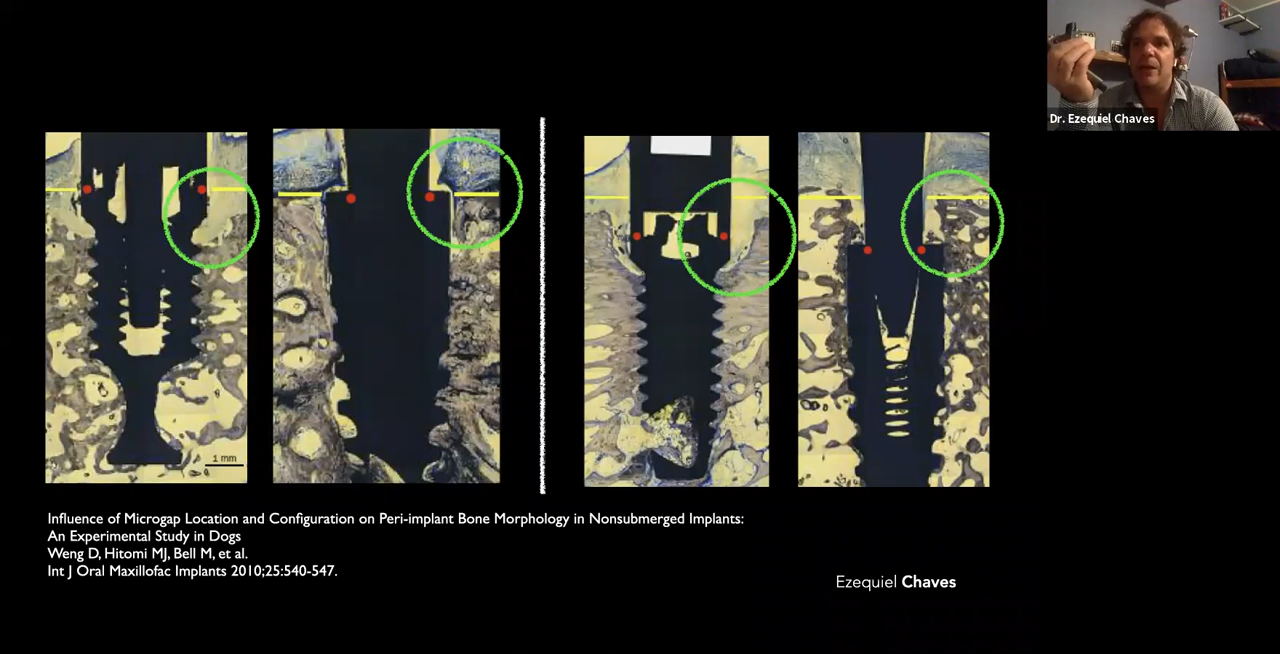 Dr. Ezequiel Chaves
1 mm
Influence of Microgap Location and Configuration on Peri-implant Bone Morphology in Nonsubmerged Implants:
An Experimental Study in Dogs
Weng D, Hitomi MJ, Bell M, et al.
Int J Oral Maxillofac Implants 2010;25:540-547.
Ezequiel Chaves